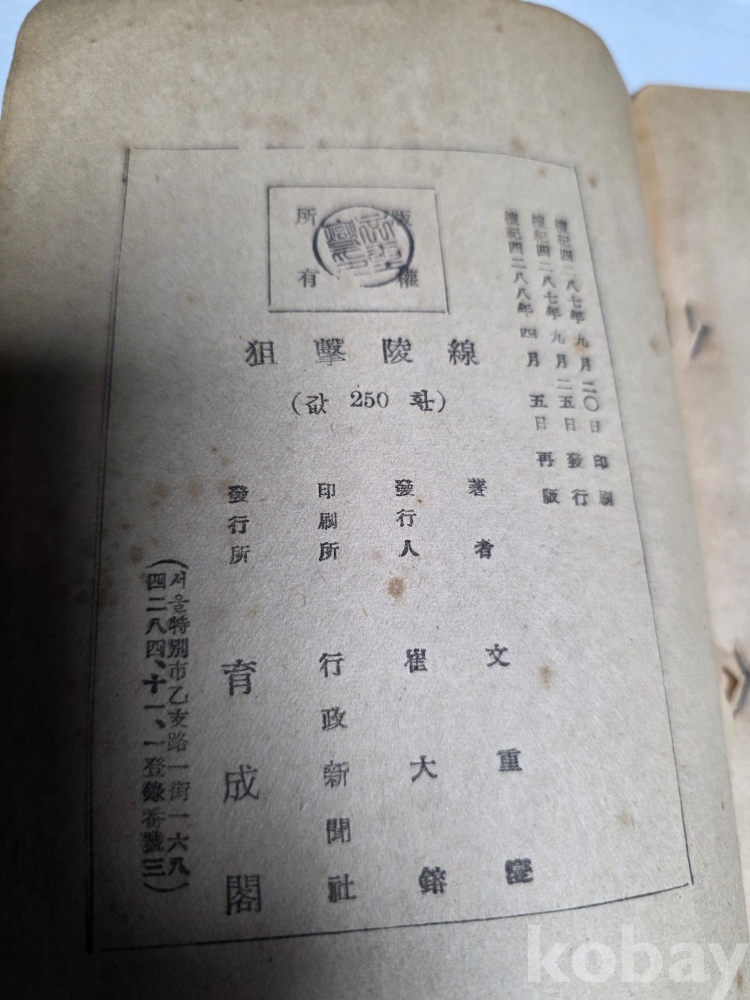 檀紀四二八七年九月二〇日 印刷
檀紀四二八七年九月二五日 發行
檀紀四二八八年四月五日 再版
版權
所有
狙擊陵線
(값 250 환)
著者 文重
發行人 崔大鎔
印刷所 行政新聞社
發行所 育成閣
(서울特別市乙支路一街一六八
四二八四、十一、一登錄番號三)
kobay